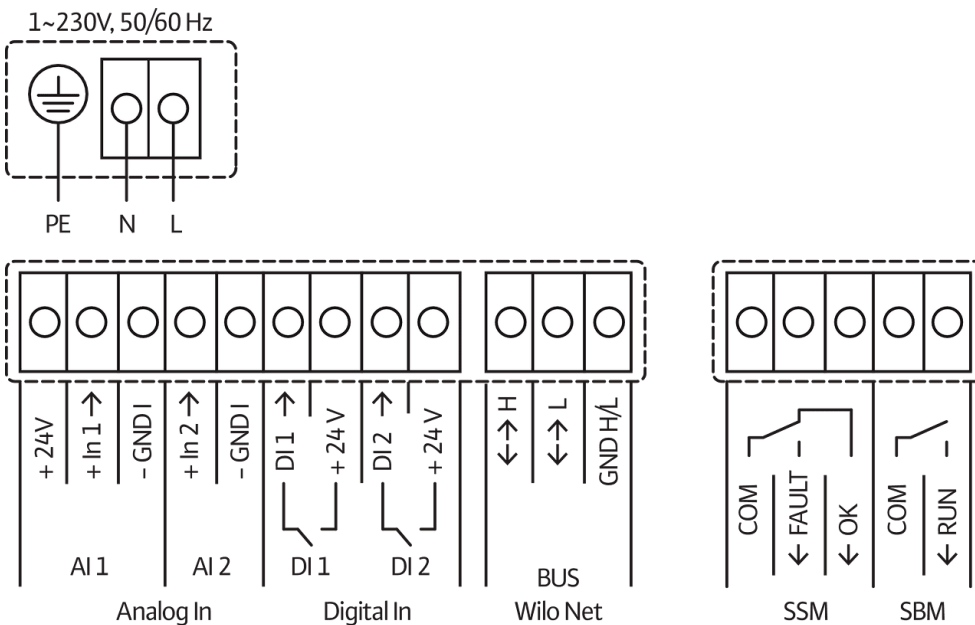 1~230V, 50/60 Hz
PE N L
+ 24V
+ In 1 →
- GND I
+ In 2 →
- GND I
DI 1 →
+ 24 V
DI 2 →
+ 24 V
↔ H
↔ L
GND H/L
COM
← FAULT
← OK
COM
← RUN
AI 1 AI 2 DI 1 DI 2 BUS
Analog In Digital In Wilo Net SSM SBM